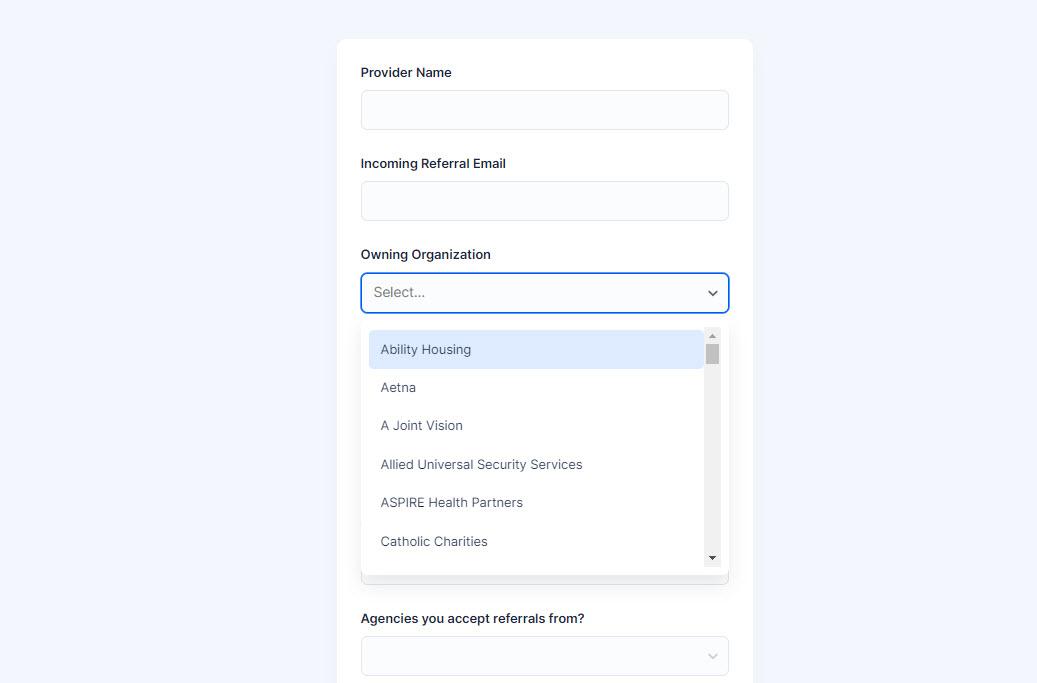 Provider Name
Incoming Referral Email
Owning Organization
Select...
Ability Housing
Aetna
A Joint Vision
Allied Universal Security Services
ASPIRE Health Partners
Catholic Charities
Agencies you accept referrals from?